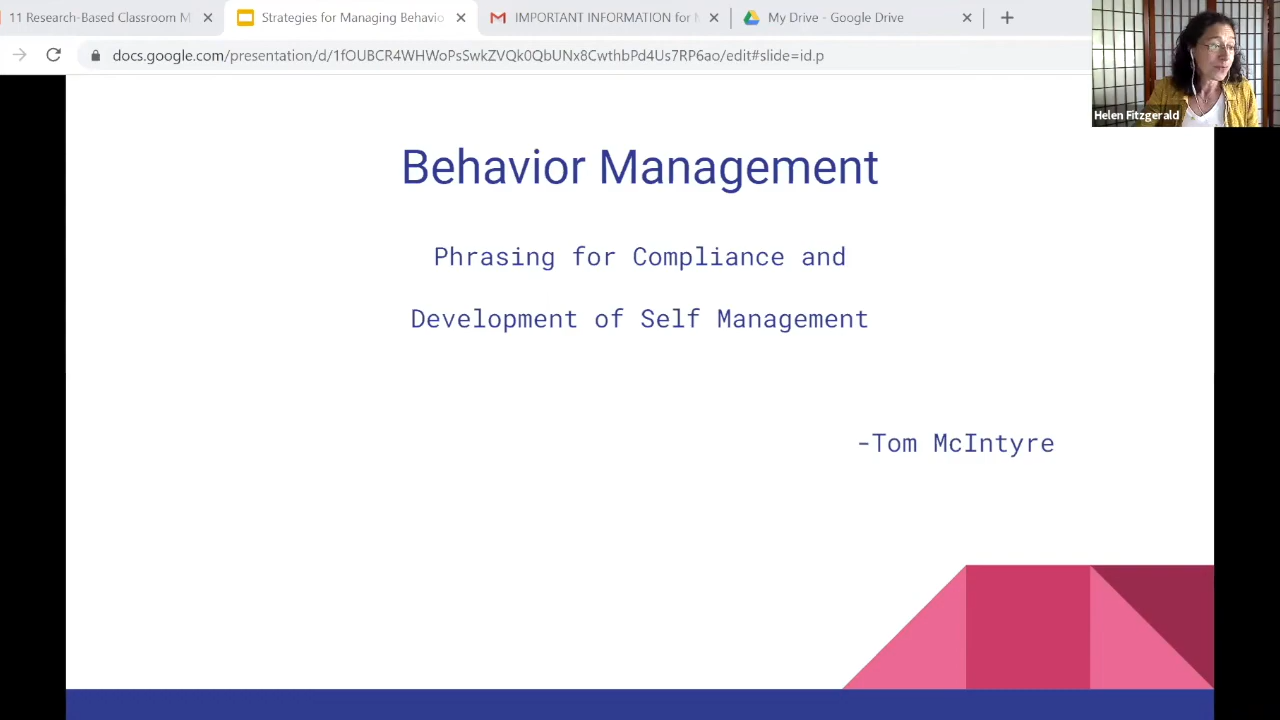 11 Research-Based Classroom M
Strategies for Managing Behavio
IMPORTANT INFORMATION for
My Drive - Google Drive
docs.google.com/presentation/d/1fOUBCR4WHWoPsSwkZVQk0QbUNx8CwthbPd4Us7RP6ao/edit#slide=id.p
Helen Fitzgerald
Behavior Management
Phrasing for Compliance and
Development of Self Management
-Tom McIntyre